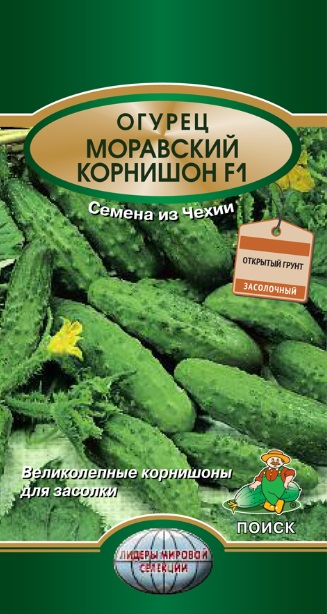 ОГУРЕЦ
МОРАВСКИЙ
КОРНИШОН F1
Семена из Чехии
ОТКРЫТЫЙ ГРУНТ
ЗАСОЛОЧНЫЙ
Великолепные корнишоны
для засолки
ПОИСК
ЛИДЕРЫ МИРОВОЙ
СЕЛЕКЦИИ